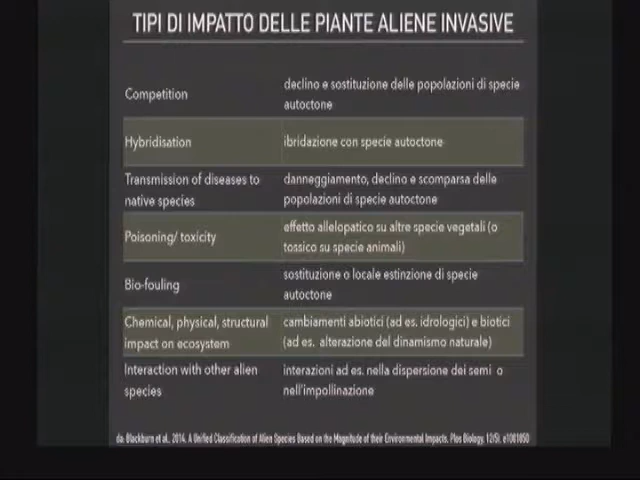 TIPI DI IMPATTO DELLE PIANTE ALIENE INVASIVE
Competition
declino e sostituzione delle popolazioni di specie
autoctone
Hybridisation
ibridazione con specie autoctone
Transmission of diseases to
native species
danneggiamento, declino e scomparsa delle
popolazioni di specie autoctone
Poisoning/ toxicity
effetto allelopatico su altre specie vegetali (o
tossico su specie animali)
Bio-fouling
sostituzione o locale estinzione di specie
autoctone
Chemical, physical, structural
impact on ecosystem
cambiamenti abiotici (ad es. idrologici) e biotici
(ad es. alterazione del dinamismo naturale)
Interaction with other alien
species
interazioni ad es. nella dispersione dei semi o
nell'impollinazione
da: Blackburn et al., 2014. A Unified Classification of Alien Species Based on the Magnitude of their Environmental Impacts. Plos Biology, 12(5), e1001850